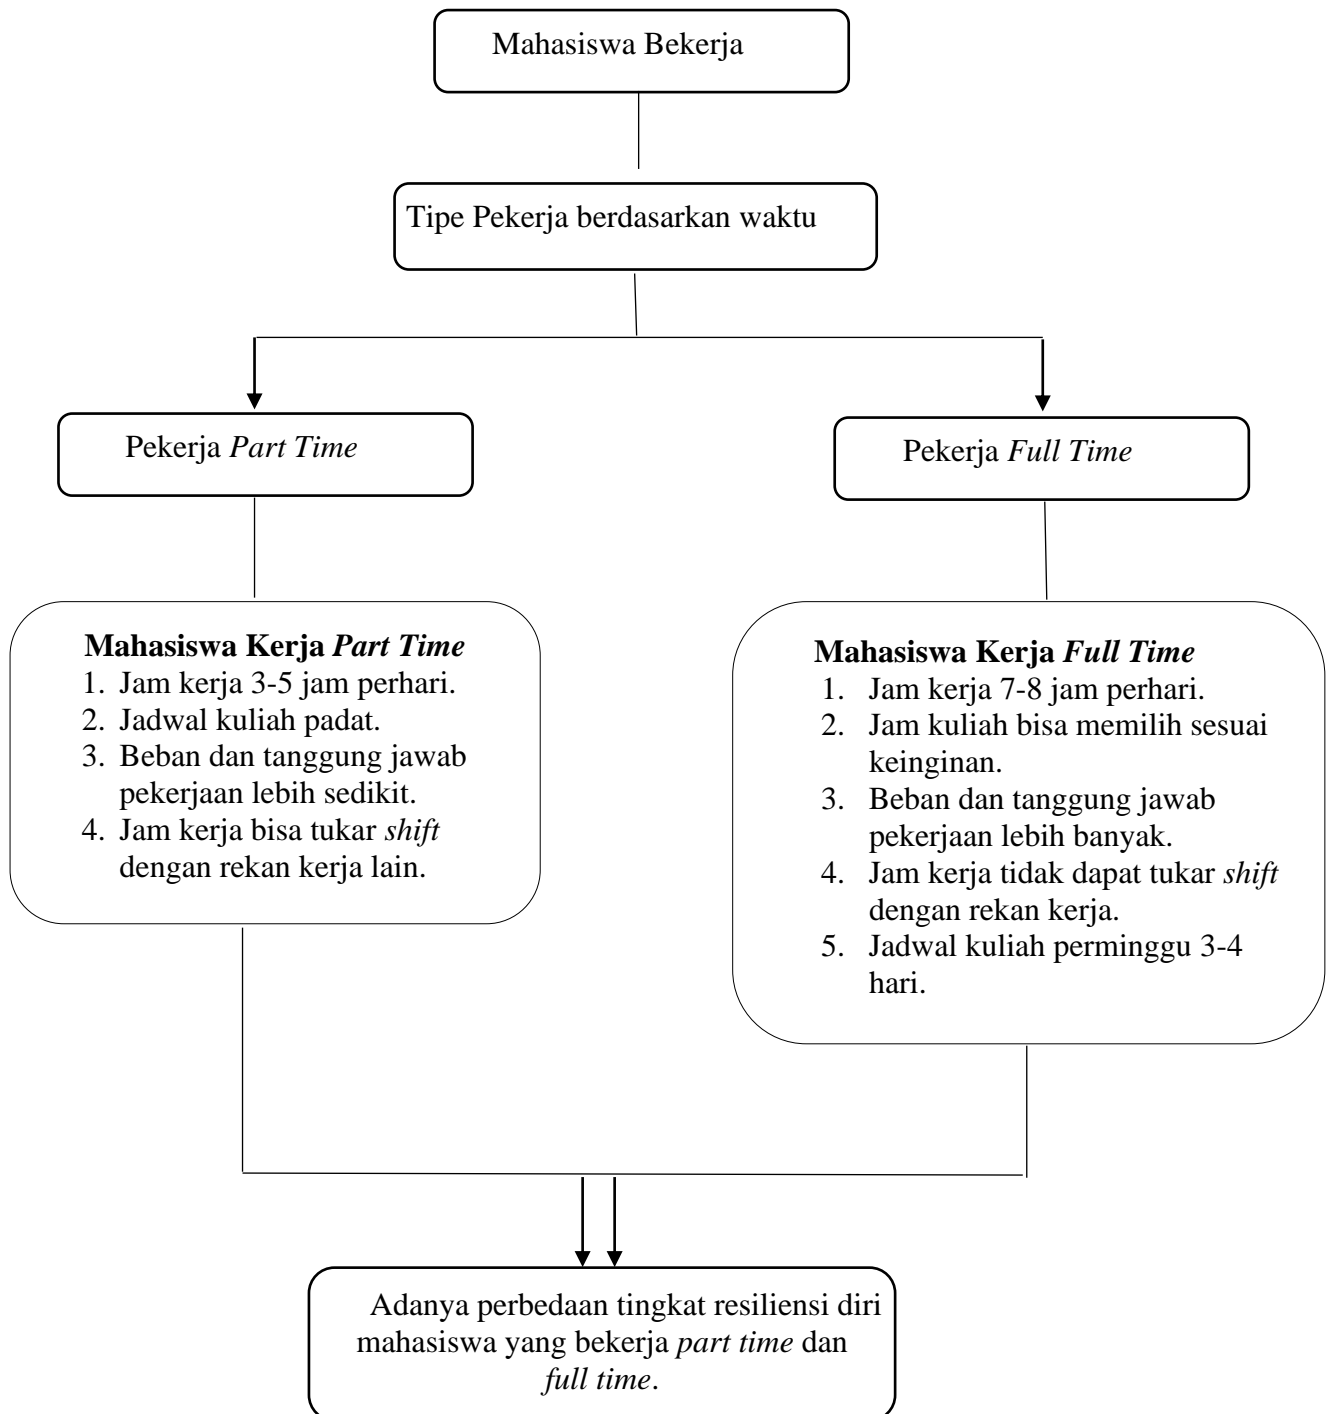 Mahasiswa Bekerja
Tipe Pekerja berdasarkan waktu
Pekerja Part Time
Pekerja Full Time
Mahasiswa Kerja Part Time
1. Jam kerja 3-5 jam perhari.
2. Jadwal kuliah padat.
3. Beban dan tanggung jawab
pekerjaan lebih sedikit.
4. Jam kerja bisa tukar shift
dengan rekan kerja lain.
Mahasiswa Kerja Full Time
1. Jam kerja 7-8 jam perhari.
2. Jam kuliah bisa memilih sesuai
keinginan.
3. Beban dan tanggung jawab
pekerjaan lebih banyak.
4. Jam kerja tidak dapat tukar shift
dengan rekan kerja.
5. Jadwal kuliah perminggu 3-4
hari.
Adanya perbedaan tingkat resiliensi diri
mahasiswa yang bekerja part time dan
full time.